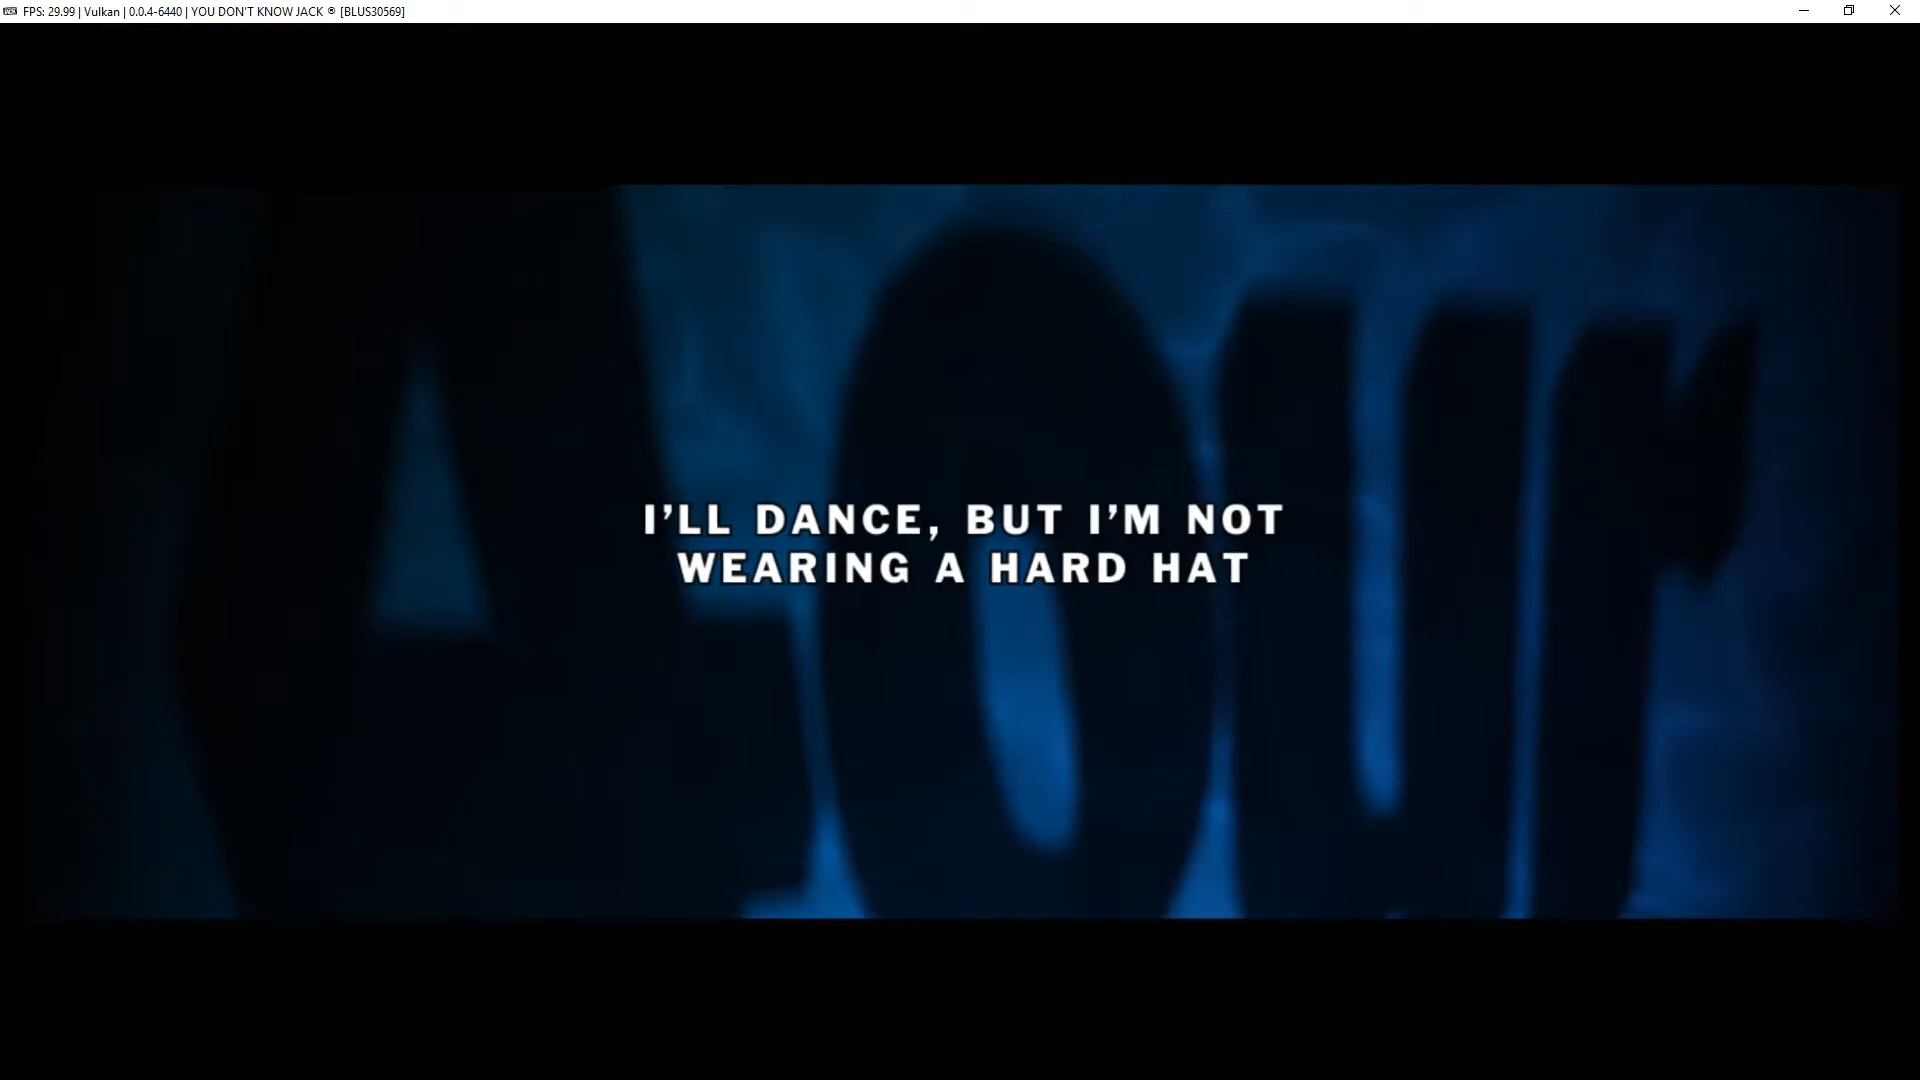 FPS: 29.99 | Vulkan | 0.0.4-6440 | YOU DON'T KNOW JACK ® [BLUS30569]
I’LL DANCE, BUT I’M NOT
WEARING A HARD HAT